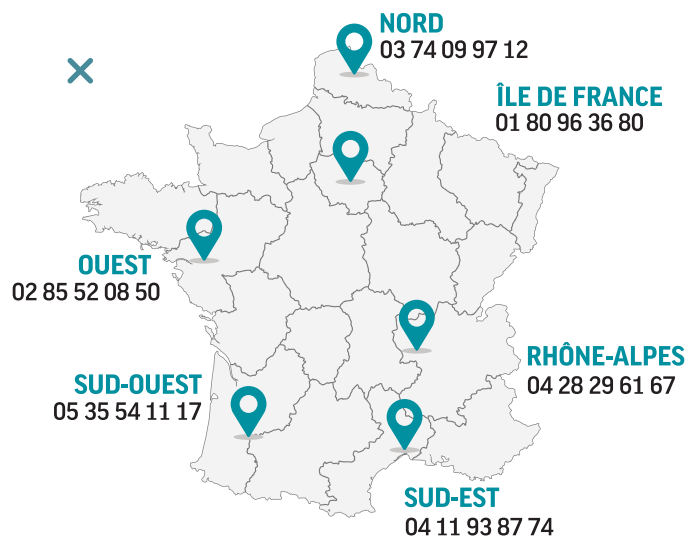 NORD
03 74 09 97 12
ÎLE DE FRANCE
01 80 96 36 80
OUEST
02 85 52 08 50
RHÔNE-ALPES
04 28 29 61 67
SUD-OUEST
05 35 54 11 17
SUD-EST
04 11 93 87 74